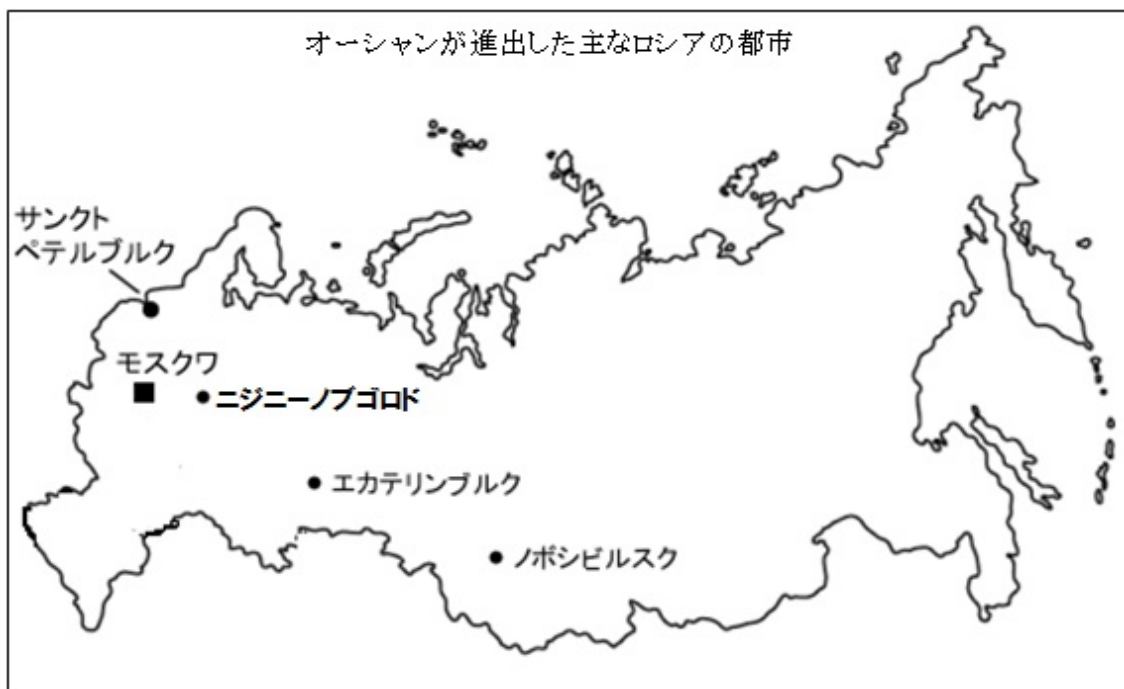 オーシャンが進出した主なロシアの都市
サンクト
ペテルブルク
モスクワ
ニジニーノブゴロド
エカテリンブルク
ノボシビルスク